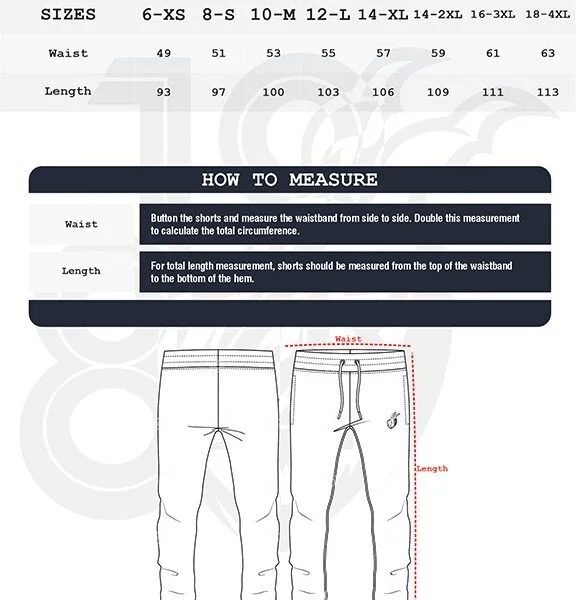 SIZES 6-XS 8-S 10-M 12-L 14-XL 14-2XL 16-3XL 18-4XL
Waist 49 51 53 55 57 59 61 63
Length 93 97 100 103 106 109 111 113
HOW TO MEASURE
Waist
Button the shorts and measure the waistband from side to side. Double this measurement
to calculate the total circumference.
Length
For total length measurement, shorts should be measured from the top of the waistband
to the bottom of the hem.
Waist
Length